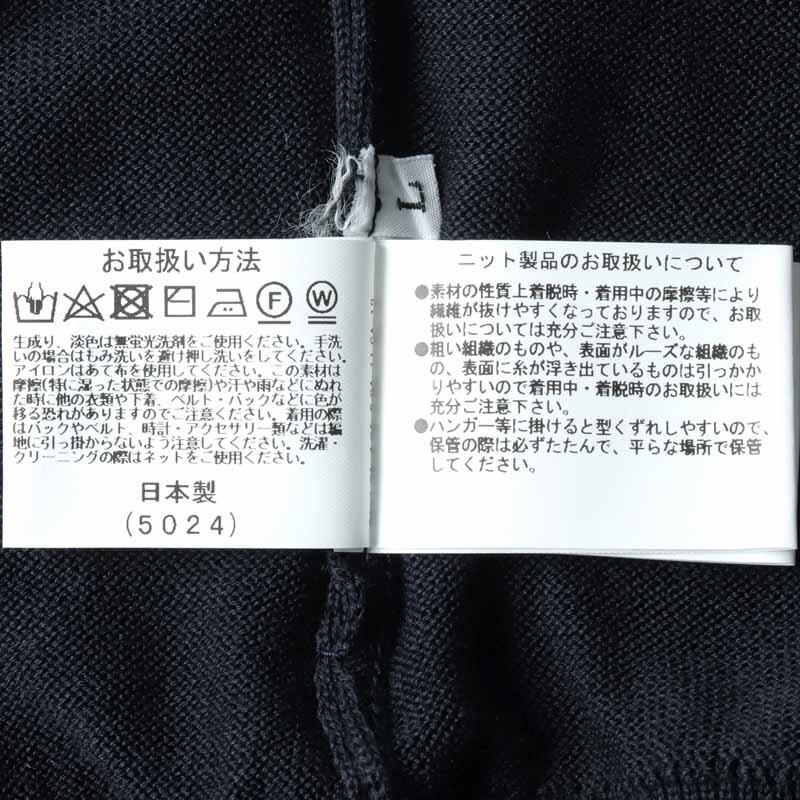 L
お取扱い方法
F
W
生成り、淡色は無蛍光洗剤をご使用ください。手洗
いの場合はもみ洗いを避け押し洗いをしてください。
アイロンはあて布を使用してください。この素材は
摩擦(特に湿った状態での摩擦)や汗や雨などにぬれ
た時に他の衣類や下着、ベルト・バックなどに色が
移る恐れがありますのでご注意ください。着用の際
はバックやベルト、時計・アクセサリー類などは編
地に引っ掛からないよう注意してください。洗濯・
クリーニングの際はネットをご使用ください。
日本製
(5024)
ニット製品のお取扱いについて
●素材の性質上着脱時・着用中の摩擦等により
繊維が抜けやすくなっておりますので、お取
扱いについては充分ご注意下さい。
●粗い組織のものや、表面がルーズな組織のも
の、表面に糸が浮き出ているものは引っかか
りやすいので着用中・着脱時のお取扱いには
充分ご注意下さい。
●ハンガー等に掛けると型くずれしやすいので、
保管の際は必ずたたんで、平らな場所で保管
してください。